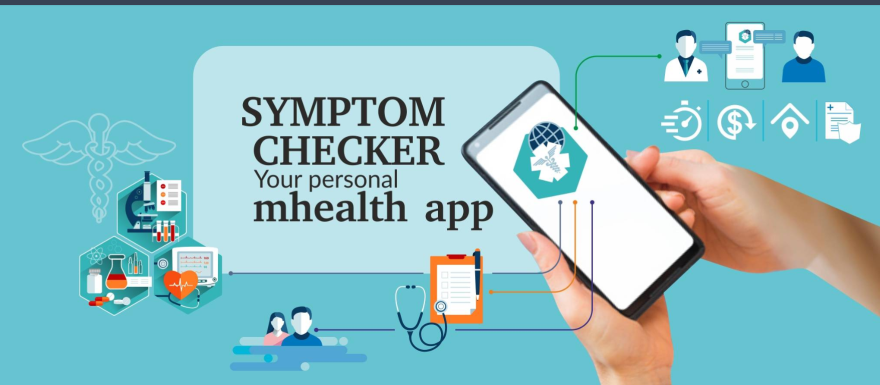 SYMPTOM
CHECKER
Your personal
mhealth app